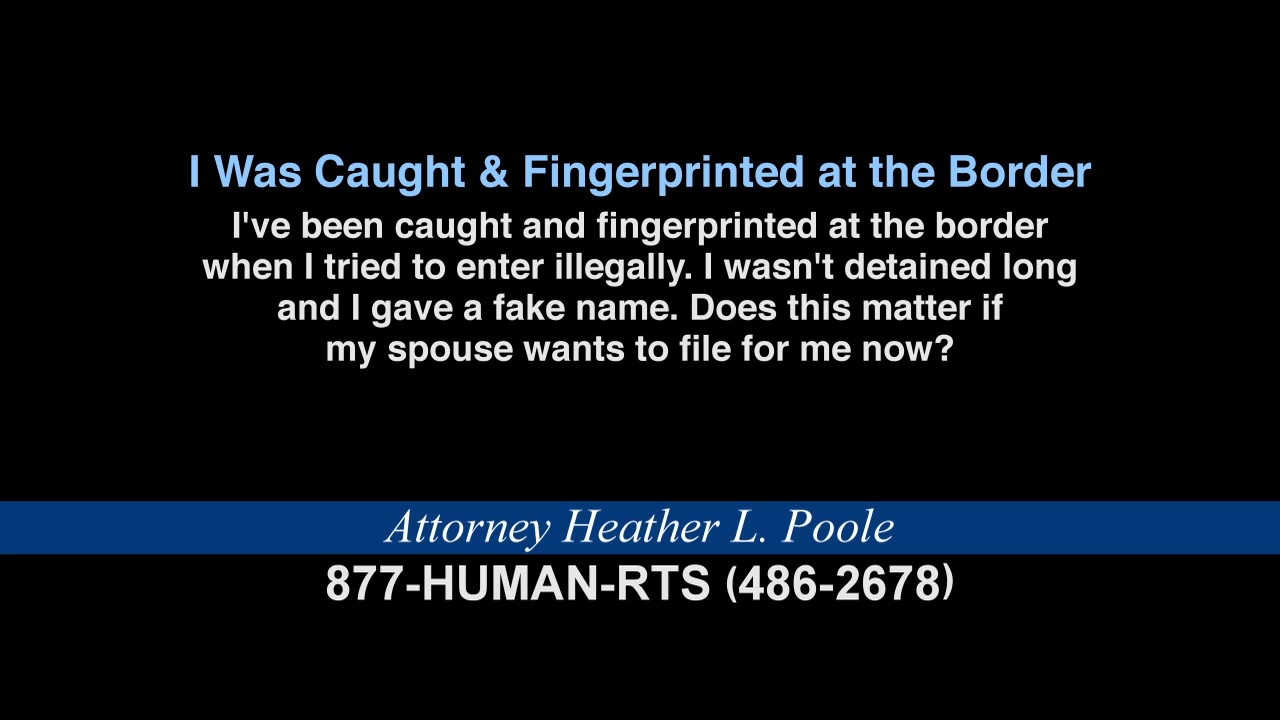 I Was Caught & Fingerprinted at the Border
I've been caught and fingerprinted at the border
when I tried to enter illegally. I wasn't detained long
and I gave a fake name. Does this matter if
my spouse wants to file for me now?
Attorney Heather L. Poole
877-HUMAN-RTS (486-2678)